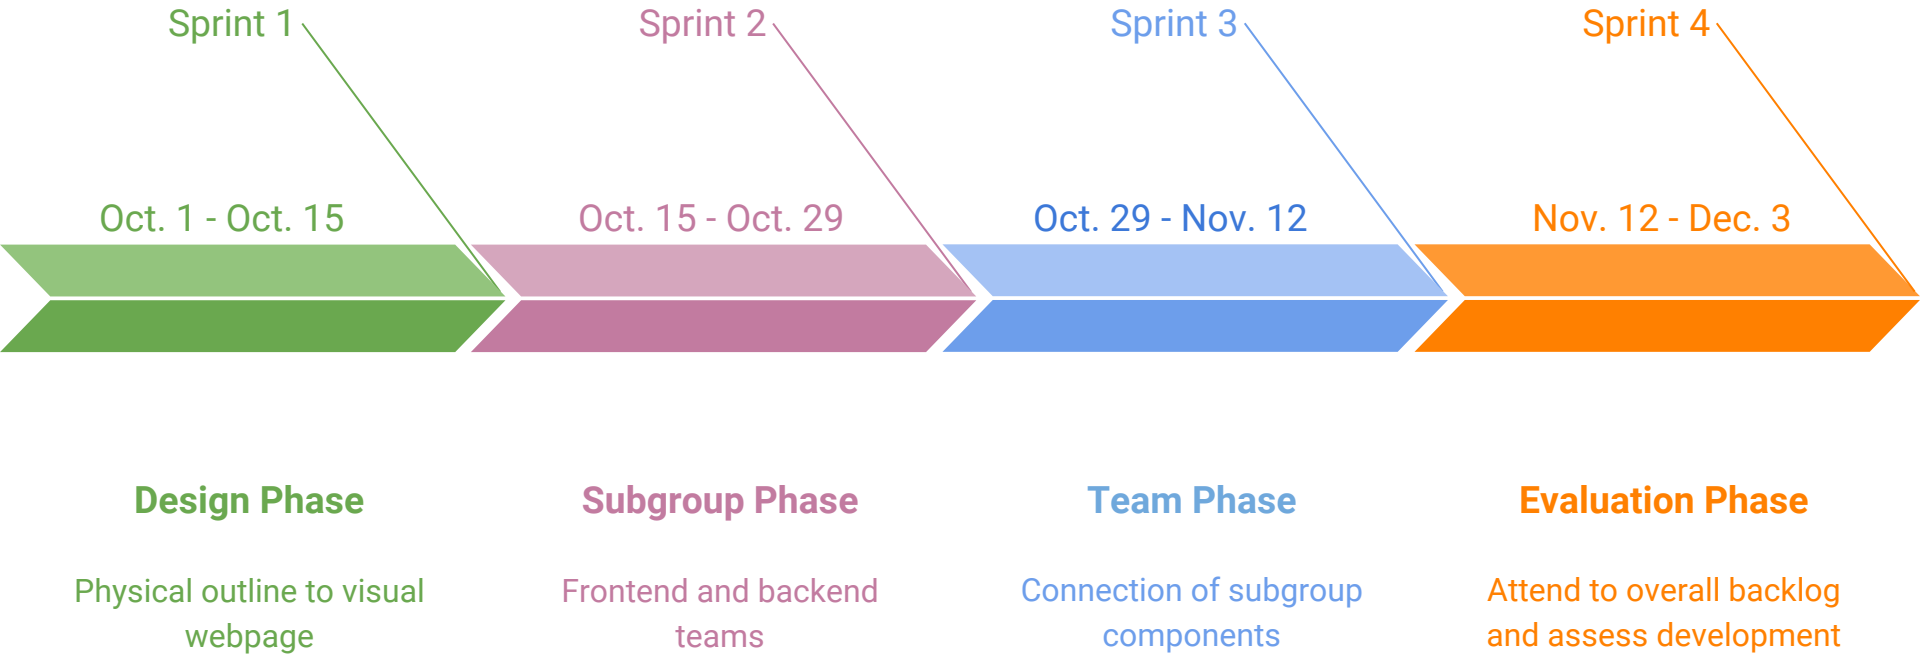 Sprint 1
Sprint 2
Sprint 3
Sprint 4
Oct. 1 - Oct. 15
Oct. 15 - Oct. 29
Oct. 29 - Nov. 12
Nov. 12 - Dec. 3
Design Phase
Subgroup Phase
Team Phase
Evaluation Phase
Physical outline to visual
webpage
Frontend and backend
teams
Connection of subgroup
components
Attend to overall backlog
and assess development